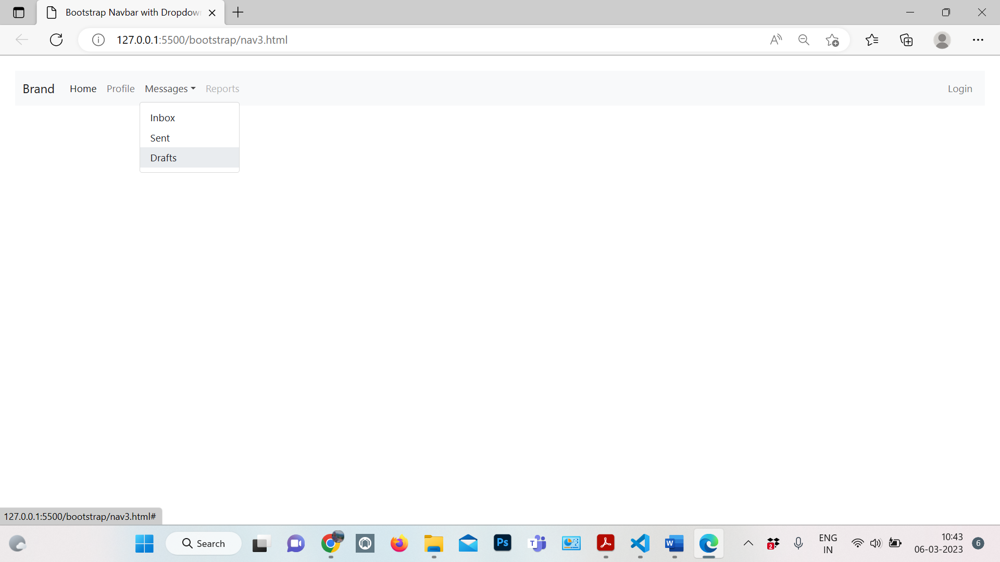 Bootstrap Navbar with Dropdow
127.0.0.1:5500/bootstrap/nav3.html
Brand Home Profile Messages Reports Login
Inbox
Sent
Drafts
127.0.0.1:5500/bootstrap/nav3.html#
Search
Ps
T
W
2
ENG
IN
10:43
06-03-2023
6